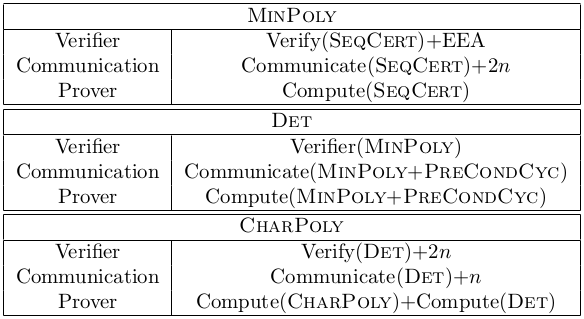 MINPOLY
Verifier Verify(SEQCERT)+EEA
Communication Communicate(SEQCERT)+2n
Prover Compute(SEQCERT)
DET
Verifier Verifier(MINPOLY)
Communication Communicate(MINPOLY+PRECONDCYC)
Prover Compute(MINPOLY+PRECONDCYC)
CHARPOLY
Verifier Verify(DET)+2n
Communication Communicate(DET)+n
Prover Compute(CHARPOLY)+Compute(DET)